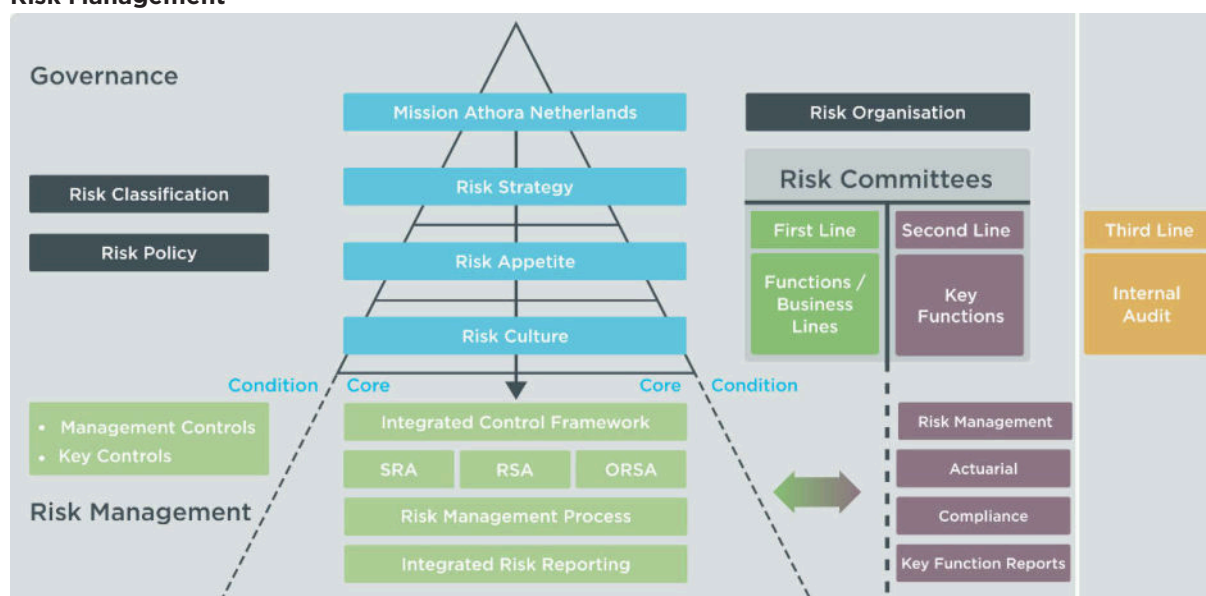 Risk Management
Governance
Mission Athora Netherlands
Risk Organisation
Risk Classification
Risk Strategy
Risk Committees
Risk Policy
First Line
Second Line
Third Line
Risk Appetite
Functions /
Business
Lines
Key
Functions
Internal
Audit
Risk Culture
Condition
Core
Core
Condition
• Management Controls
• Key Controls
Integrated Control Framework
Risk Management
SRA
RSA
ORSA
Actuarial
Risk Management
Risk Management Process
Compliance
Integrated Risk Reporting
Key Function Reports